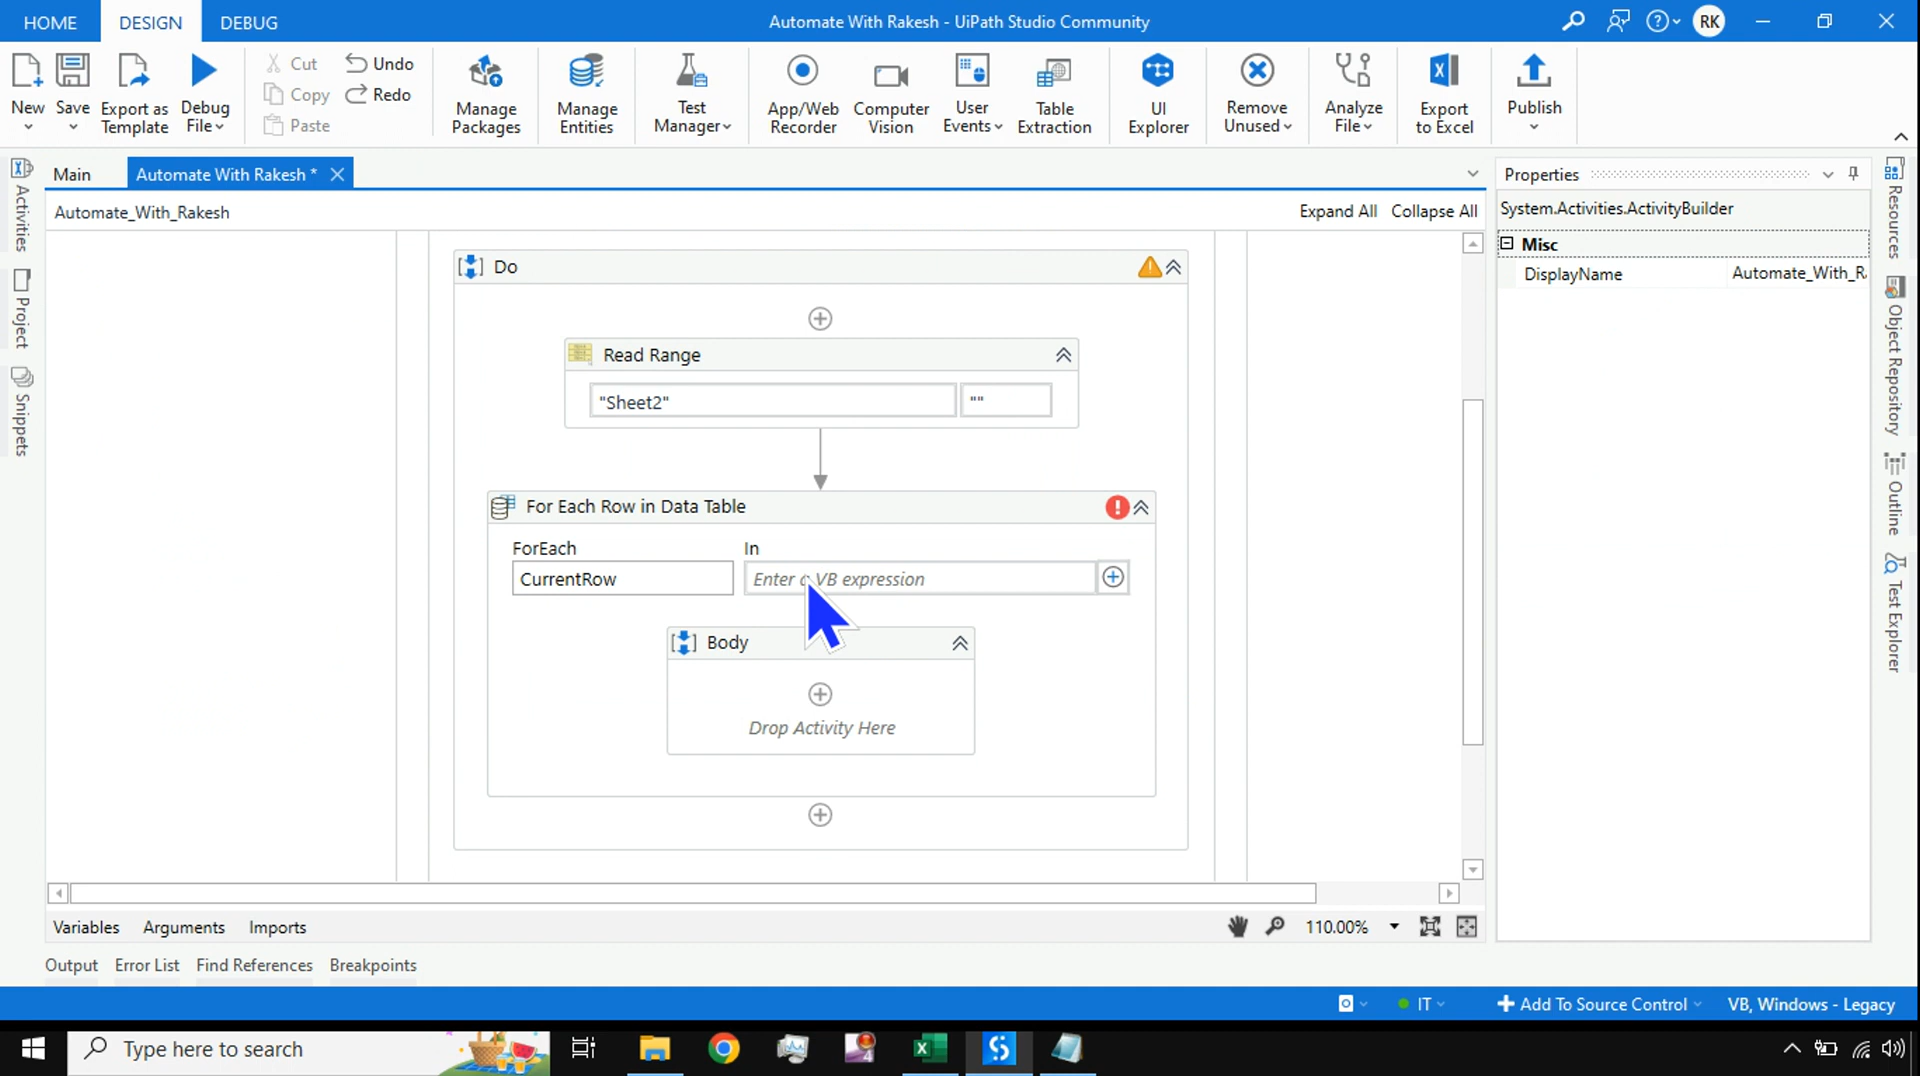 HOME DESIGN DEBUG
Automate With Rakesh - UiPath Studio Community
RK
New
Save
Export as
Template
Debug
File
Cut
Copy
Paste
Undo
Redo
Manage
Packages
Manage
Entities
Test
Manager
App/Web
Recorder
Computer
Vision
User
Events
Table
Extraction
UI
Explorer
Remove
Unused
Analyze
File
Export
to Excel
Publish
Main
Automate With Rakesh *
Automate_With_Rakesh
Expand All Collapse All
Activities
Project
Snippets
Do
Read Range
"Sheet2"
""
For Each Row in Data Table
ForEach
In
CurrentRow
Enter a VB expression
Body
Drop Activity Here
Properties
System.Activities.ActivityBuilder
Misc
DisplayName
Automate_With_R
Resources
Object Repository
Outline
Test Explorer
Variables Arguments Imports
110.00%
Output Error List Find References Breakpoints
IT
Add To Source Control
VB, Windows - Legacy
Type here to search
4